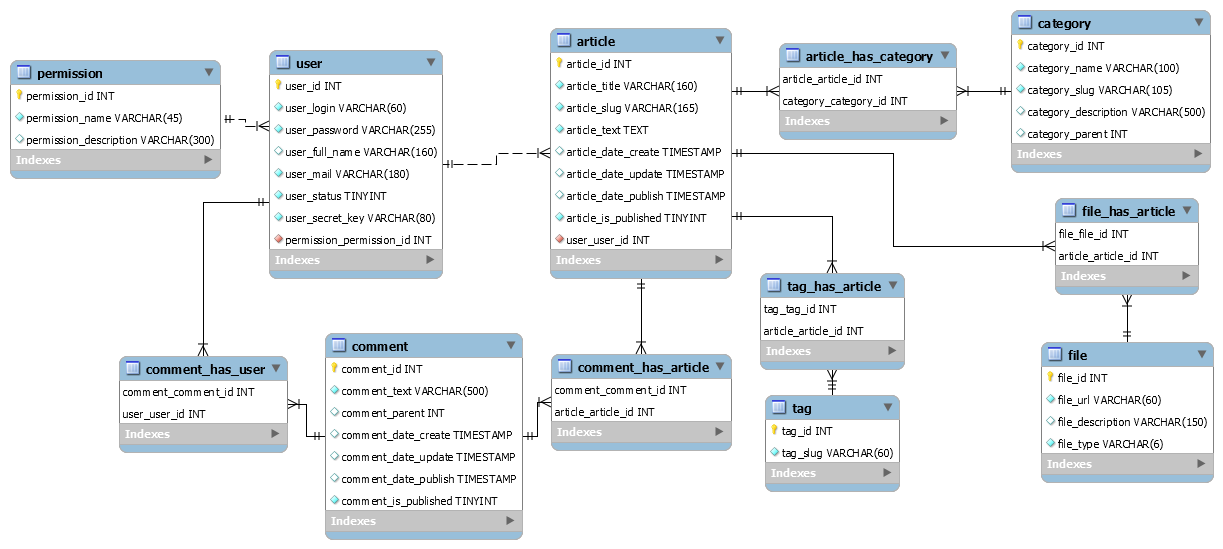 permission
permission_id INT
permission_name VARCHAR(45)
permission_description VARCHAR(300)
Indexes
user
user_id INT
user_login VARCHAR(60)
user_password VARCHAR(255)
user_full_name VARCHAR(160)
user_mail VARCHAR(180)
user_status TINYINT
user_secret_key VARCHAR(80)
permission_permission_id INT
Indexes
article
article_id INT
article_title VARCHAR(160)
article_slug VARCHAR(165)
article_text TEXT
article_date_create TIMESTAMP
article_date_update TIMESTAMP
article_date_publish TIMESTAMP
article_is_published TINYINT
user_user_id INT
Indexes
article_has_category
article_article_id INT
category_category_id INT
Indexes
category
category_id INT
category_name VARCHAR(100)
category_slug VARCHAR(105)
category_description VARCHAR(500)
category_parent INT
Indexes
file_has_article
file_file_id INT
article_article_id INT
Indexes
tag_has_article
tag_tag_id INT
article_article_id INT
Indexes
comment_has_user
comment_comment_id INT
user_user_id INT
Indexes
comment
comment_id INT
comment_text VARCHAR(500)
comment_parent INT
comment_date_create TIMESTAMP
comment_date_update TIMESTAMP
comment_date_publish TIMESTAMP
comment_is_published TINYINT
Indexes
comment_has_article
comment_comment_id INT
article_article_id INT
Indexes
tag
tag_id INT
tag_slug VARCHAR(60)
Indexes
file
file_id INT
file_url VARCHAR(60)
file_description VARCHAR(150)
file_type VARCHAR(6)
Indexes